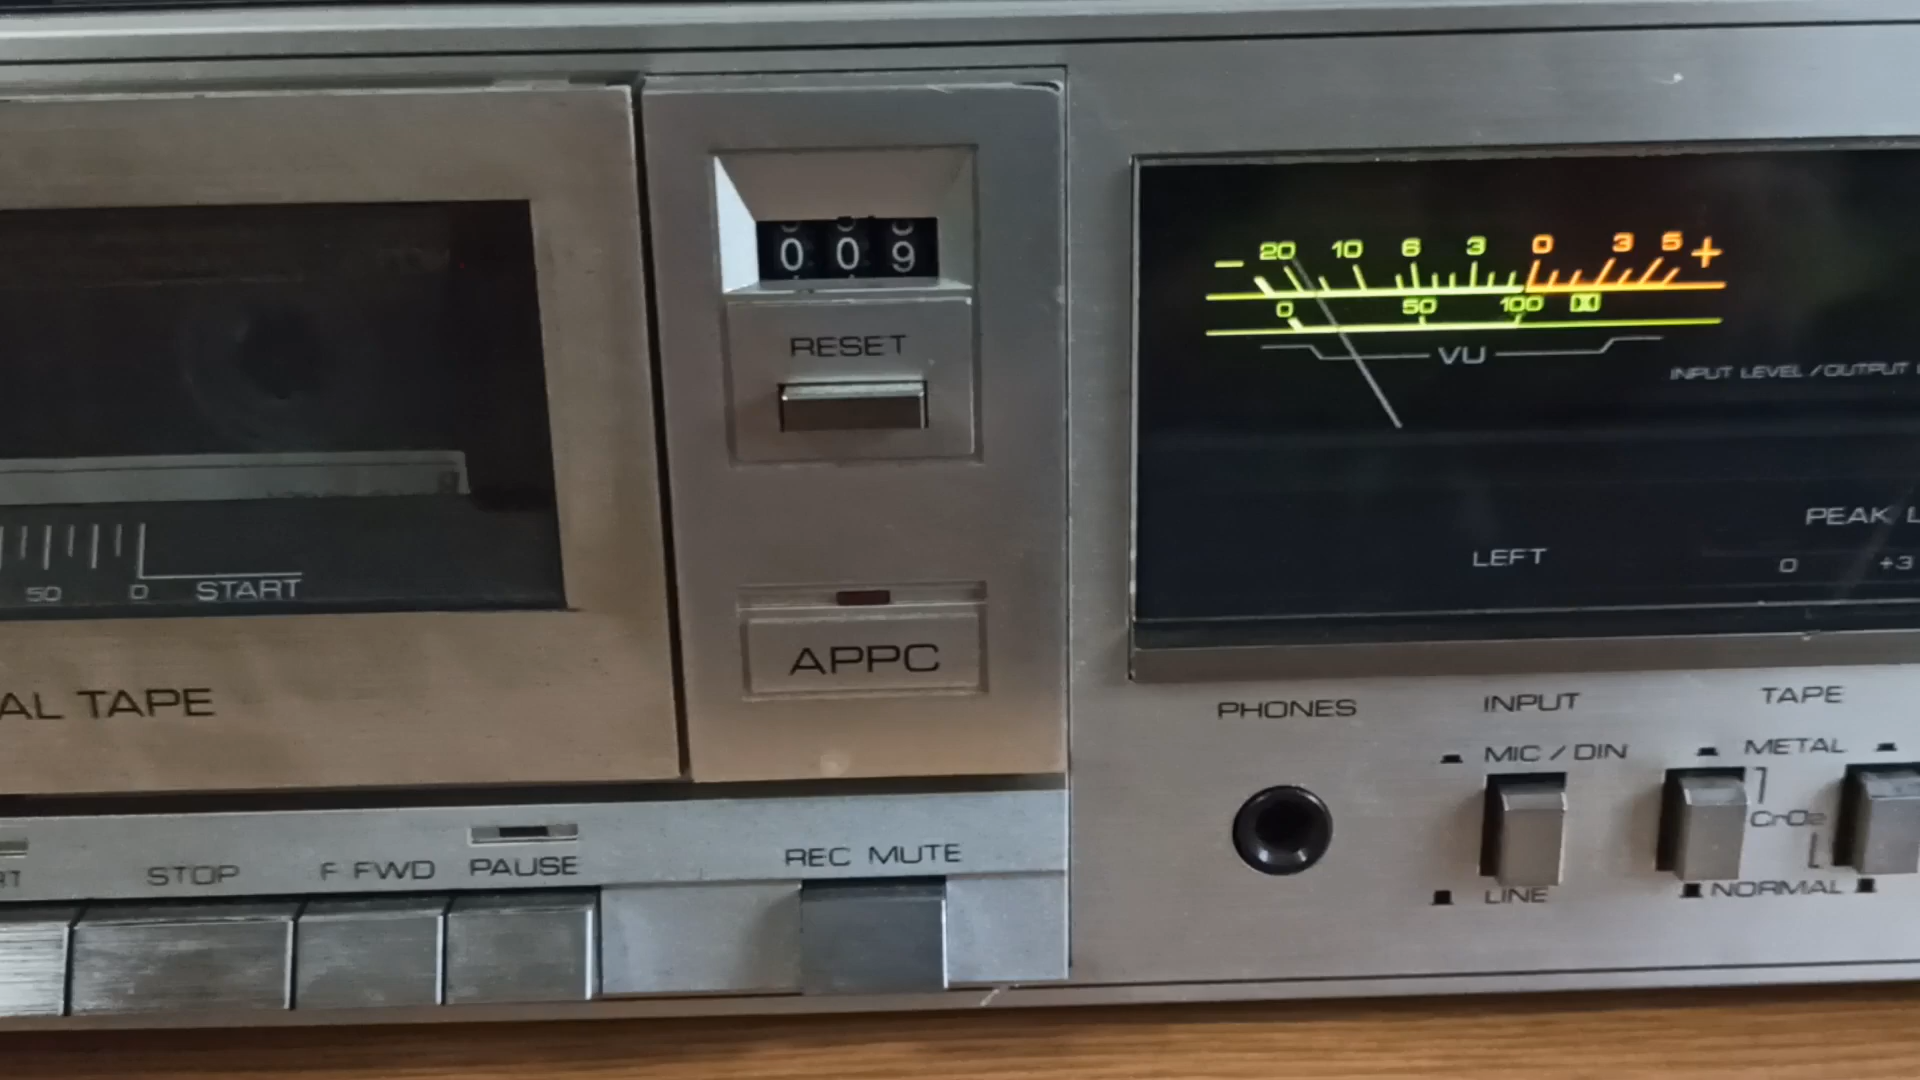 009
RESET
- 20 10 6 3 0 3 5 +
0 50 100
VU
INPUT LEVEL / OUTPUT
LEFT
PEAK L
0 +3
50 0 START
APPC
AL TAPE
PHONES
INPUT
TAPE
MIC / DIN
METAL
CrO2
LINE
NORMAL
STOP
F FWD
PAUSE
REC MUTE